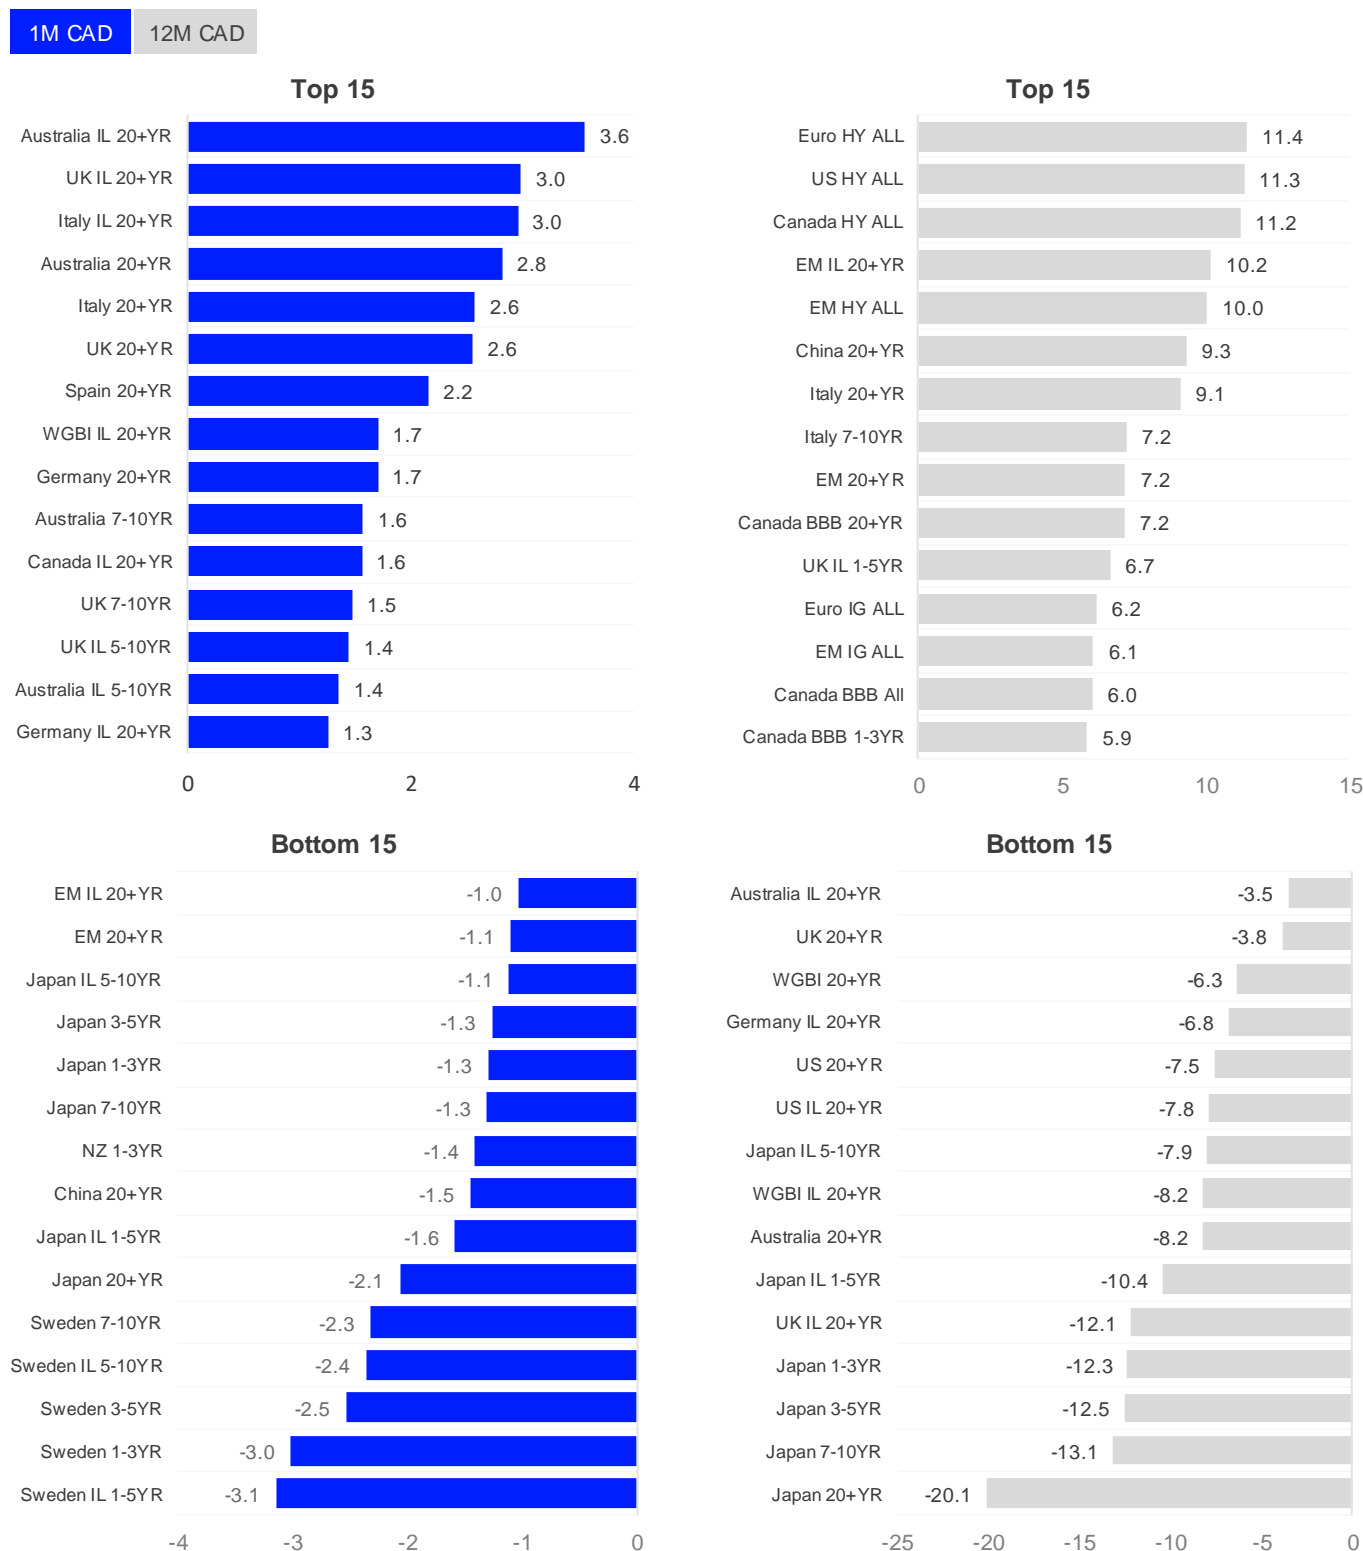 1M CAD 12M CAD
Top 15
Australia IL 20+YR 3.6
UK IL 20+YR 3.0
Italy IL 20+YR 3.0
Australia 20+YR 2.8
Italy 20+YR 2.6
UK 20+YR 2.6
Spain 20+YR 2.2
WGBI IL 20+YR 1.7
Germany 20+YR 1.7
Australia 7-10YR 1.6
Canada IL 20+YR 1.6
UK 7-10YR 1.5
UK IL 5-10YR 1.4
Australia IL 5-10YR 1.4
Germany IL 20+YR 1.3
0 2 4
Top 15
Euro HY ALL 11.4
US HY ALL 11.3
Canada HY ALL 11.2
EM IL 20+YR 10.2
EM HY ALL 10.0
China 20+YR 9.3
Italy 20+YR 9.1
Italy 7-10YR 7.2
EM 20+YR 7.2
Canada BBB 20+YR 7.2
UK IL 1-5YR 6.7
Euro IG ALL 6.2
EM IG ALL 6.1
Canada BBB All 6.0
Canada BBB 1-3YR 5.9
0 5 10 15
Bottom 15
EM IL 20+YR -1.0
EM 20+YR -1.1
Japan IL 5-10YR -1.1
Japan 3-5YR -1.3
Japan 1-3YR -1.3
Japan 7-10YR -1.3
NZ 1-3YR -1.4
China 20+YR -1.5
Japan IL 1-5YR -1.6
Japan 20+YR -2.1
Sweden 7-10YR -2.3
Sweden IL 5-10YR -2.4
Sweden 3-5YR -2.5
Sweden 1-3YR -3.0
Sweden IL 1-5YR -3.1
-4 -3 -2 -1 0
Bottom 15
Australia IL 20+YR -3.5
UK 20+YR -3.8
WGBI 20+YR -6.3
Germany IL 20+YR -6.8
US 20+YR -7.5
US IL 20+YR -7.8
Japan IL 5-10YR -7.9
WGBI IL 20+YR -8.2
Australia 20+YR -8.2
Japan IL 1-5YR -10.4
UK IL 20+YR -12.1
Japan 1-3YR -12.3
Japan 3-5YR -12.5
Japan 7-10YR -13.1
Japan 20+YR -20.1
-25 -20 -15 -10 -5 0